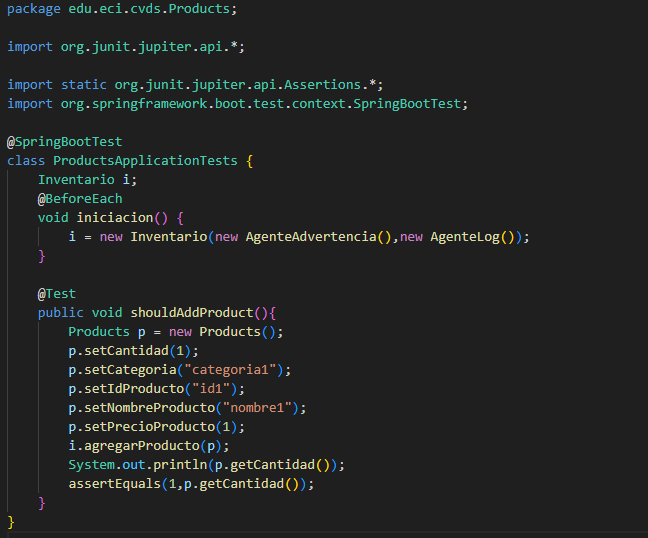 package edu.eci.cvds.Products;
import org.junit.jupiter.api.*;
import static org.junit.jupiter.api.Assertions.*;
import org.springframework.boot.test.context.SpringBootTest;
@SpringBootTest
class ProductsApplicationTests {
Inventario i;
@BeforeEach
void iniciacion() {
i = new Inventario(new AgenteAdvertencia(),new AgenteLog());
}
@Test
public void shouldAddProduct(){
Products p = new Products();
p.setCantidad(1);
p.setCategoria("categoria1");
p.setIdProducto("id1");
p.setNombreProducto("nombre1");
p.setPrecioProducto(1);
i.agregarProducto(p);
System.out.println(p.getCantidad());
assertEquals(1,p.getCantidad());
}
}